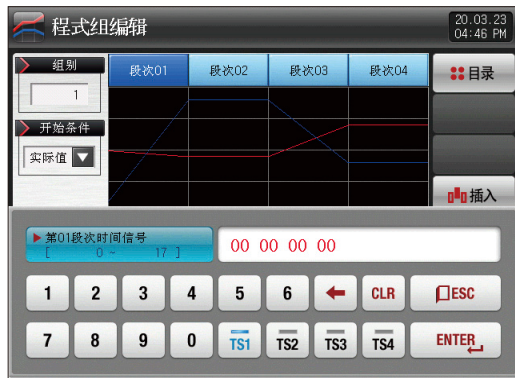 程式组编辑
20.03.23
04:46 PM
组别
1
开始条件
实际值
段次01 段次02 段次03 段次04
目录
插入
第01段次时间信号
[ 0 ~ 17 ]
00 00 00 00
1 2 3 4 5 6 CLR ESC
7 8 9 0 TS1 TS2 TS3 TS4 ENTER